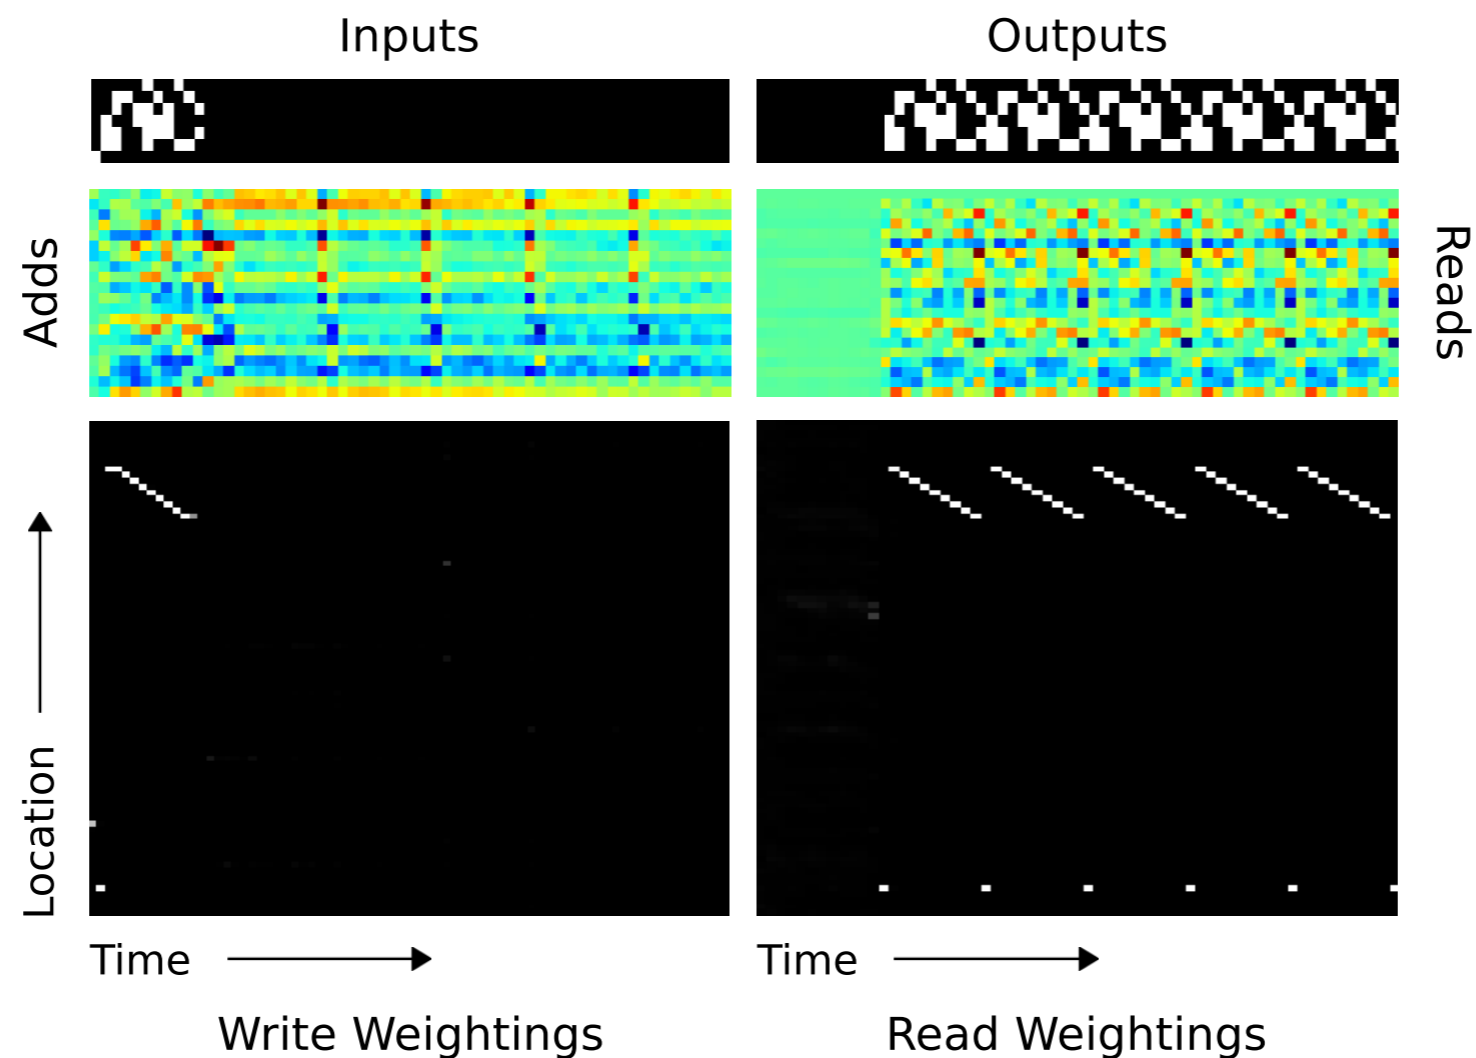 Inputs
Outputs
Adds
Reads
Location
Time
Time
Write Weightings
Read Weightings